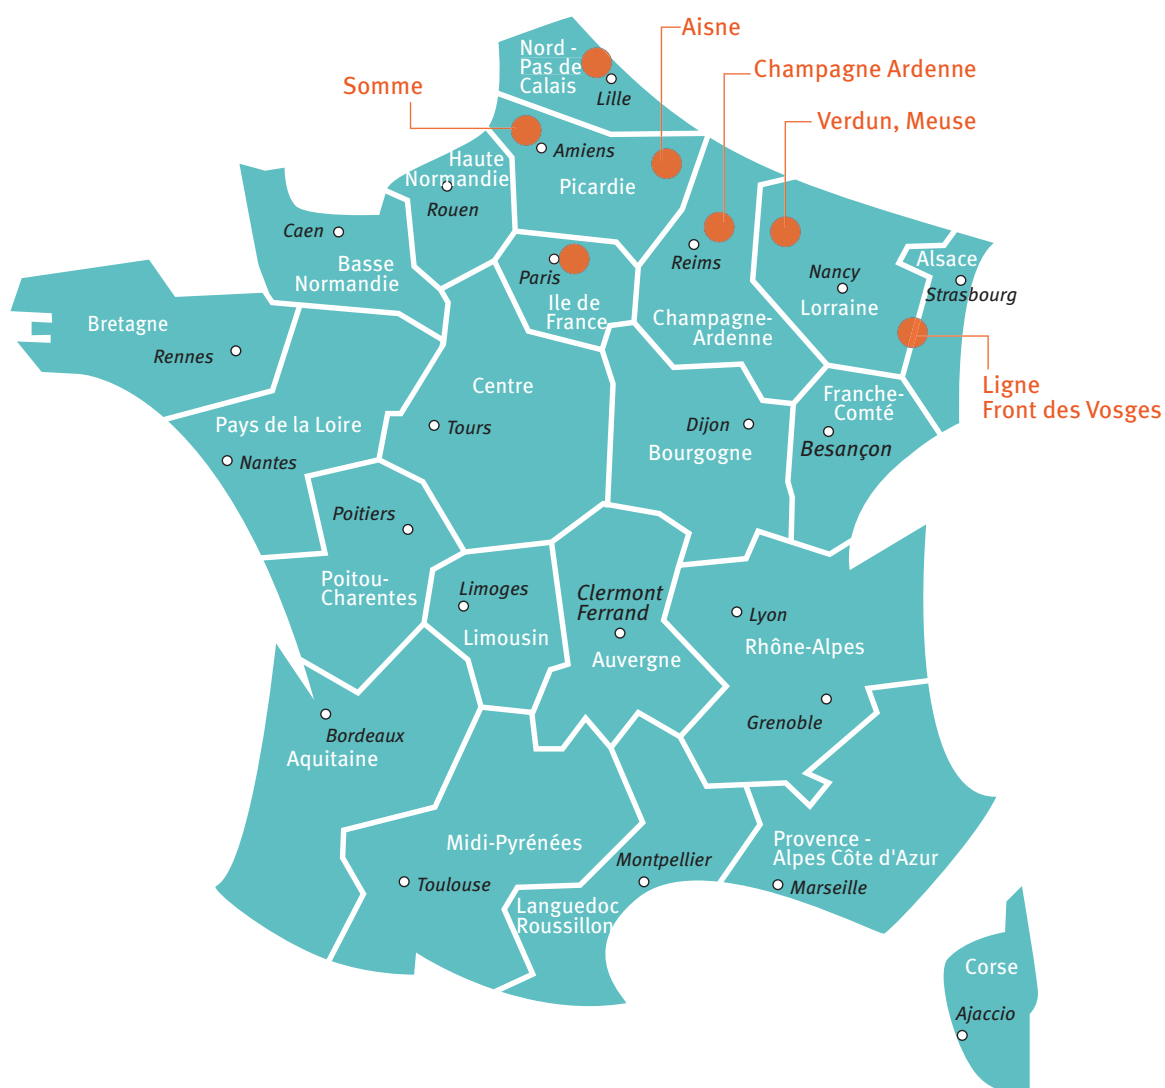 Aisne
Nord -
Pas de
Calais
Champagne Ardenne
Somme
Lille
Verdun, Meuse
Amiens
Haute
Normandie
Picardie
Rouen
Caen
Basse
Normandie
Reims
Paris
Ile de
France
Nancy
Lorraine
Alsace
Strasbourg
Champagne-
Ardenne
Bretagne
Rennes
Centre
Ligne
Front des Vosges
Franche-
Comté
Besançon
Pays de la Loire
Tours
Dijon
Bourgogne
Nantes
Poitiers
Poitou-
Charentes
Limoges
Limousin
Clermont
Ferrand
Auvergne
Lyon
Rhône-Alpes
Grenoble
Bordeaux
Aquitaine
Midi-Pyrénées
Toulouse
Montpellier
Languedoc
Roussillon
Provence -
Alpes Côte d'Azur
Marseille
Corse
Ajaccio